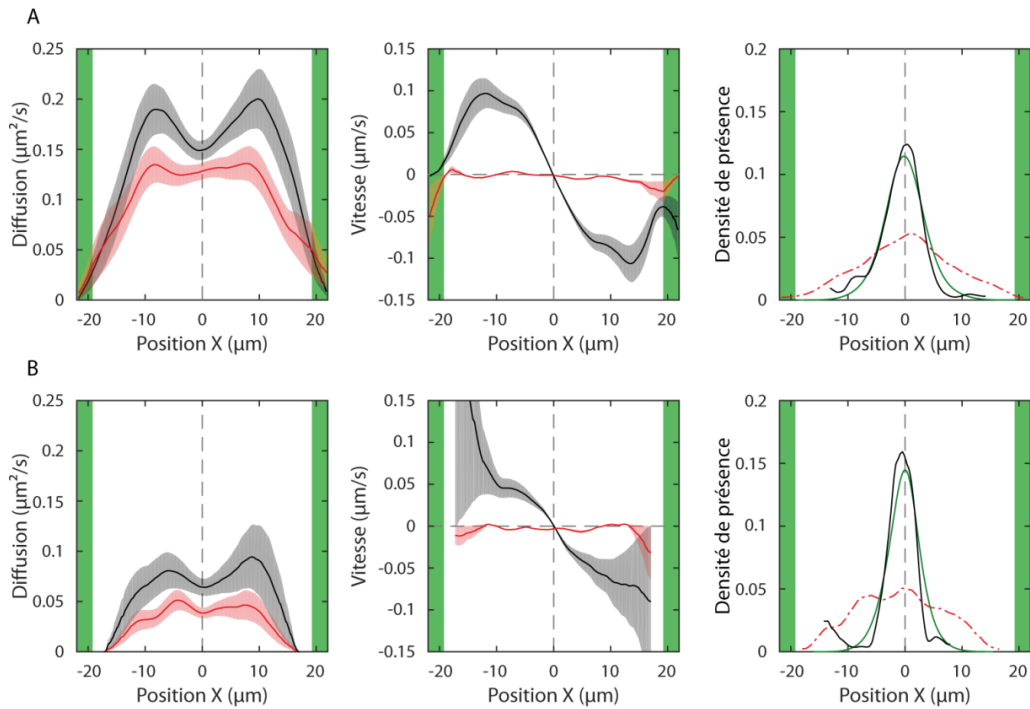 A
Diffusion (µm²/s)
0.25
0.2
0.15
0.1
0.05
0
-20 -10 0 10 20
Position X (µm)
Vitesse (µm/s)
0.15
0.1
0.05
0
-0.05
-0.1
-0.15
-20 -10 0 10 20
Position X (µm)
Densité de présence
0.2
0.15
0.1
0.05
0
-20 -10 0 10 20
Position X (µm)
B
Diffusion (µm²/s)
0.25
0.2
0.15
0.1
0.05
0
-20 -10 0 10 20
Position X (µm)
Vitesse (µm/s)
0.15
0.1
0.05
0
-0.05
-0.1
-0.15
-20 -10 0 10 20
Position X (µm)
Densité de présence
0.2
0.15
0.1
0.05
0
-20 -10 0 10 20
Position X (µm)